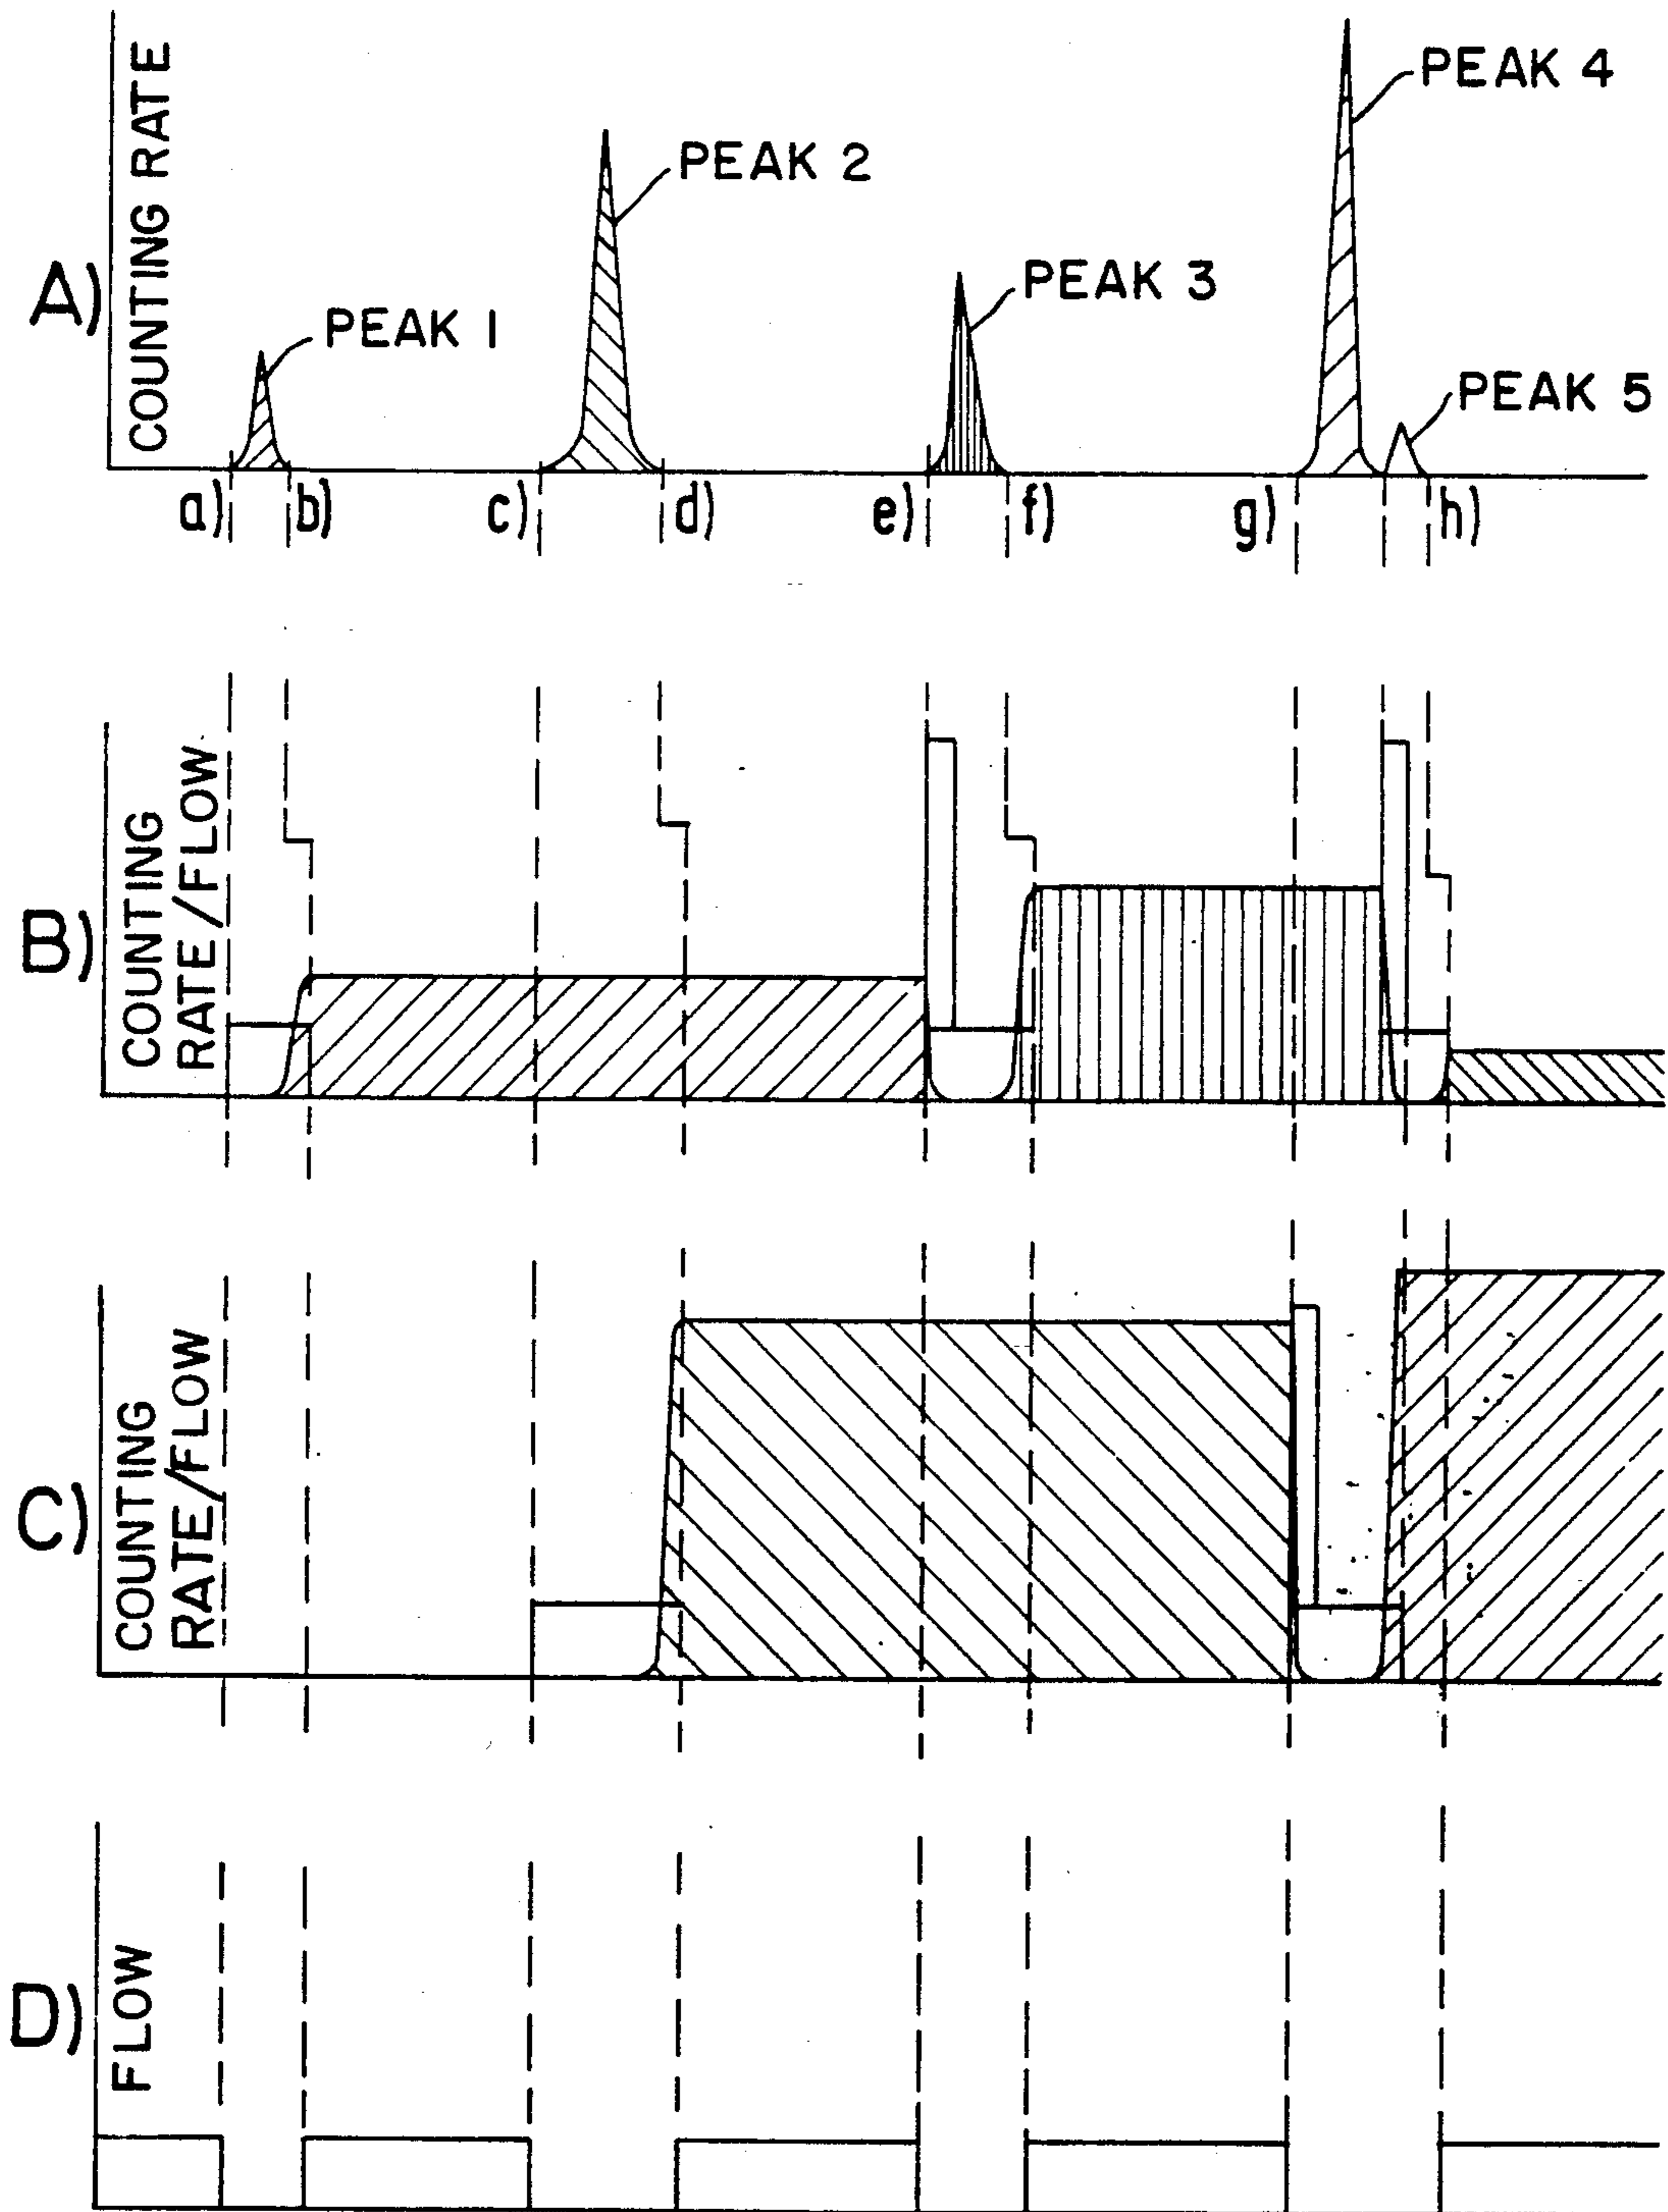 A)
COUNTING RATE
PEAK 1
PEAK 2
PEAK 3
PEAK 4
PEAK 5
a)
b)
c)
d)
e)
f)
g)
h)
B)
COUNTING
RATE/FLOW
C)
COUNTING
RATE/FLOW
D)
FLOW